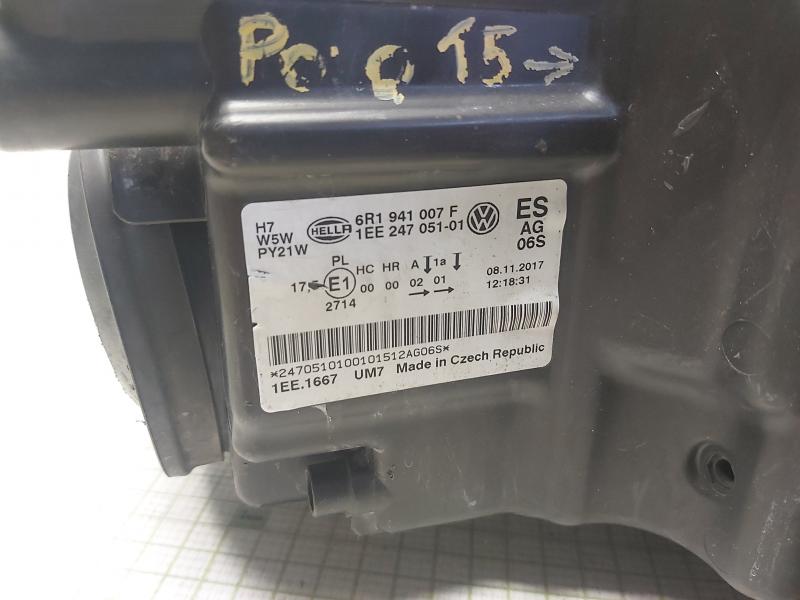 Po 15→
H7
W5W
PY21W
HELLA
6R1 941 007 F
1EE 247 051-01
ES
AG
06S
PL HC HR A 1a
E1 00 00 02 01
2714
08.11.2017
12:18:31
*2470510100101512AG06S*
1EE.1667 UM7 Made in Czech Republic